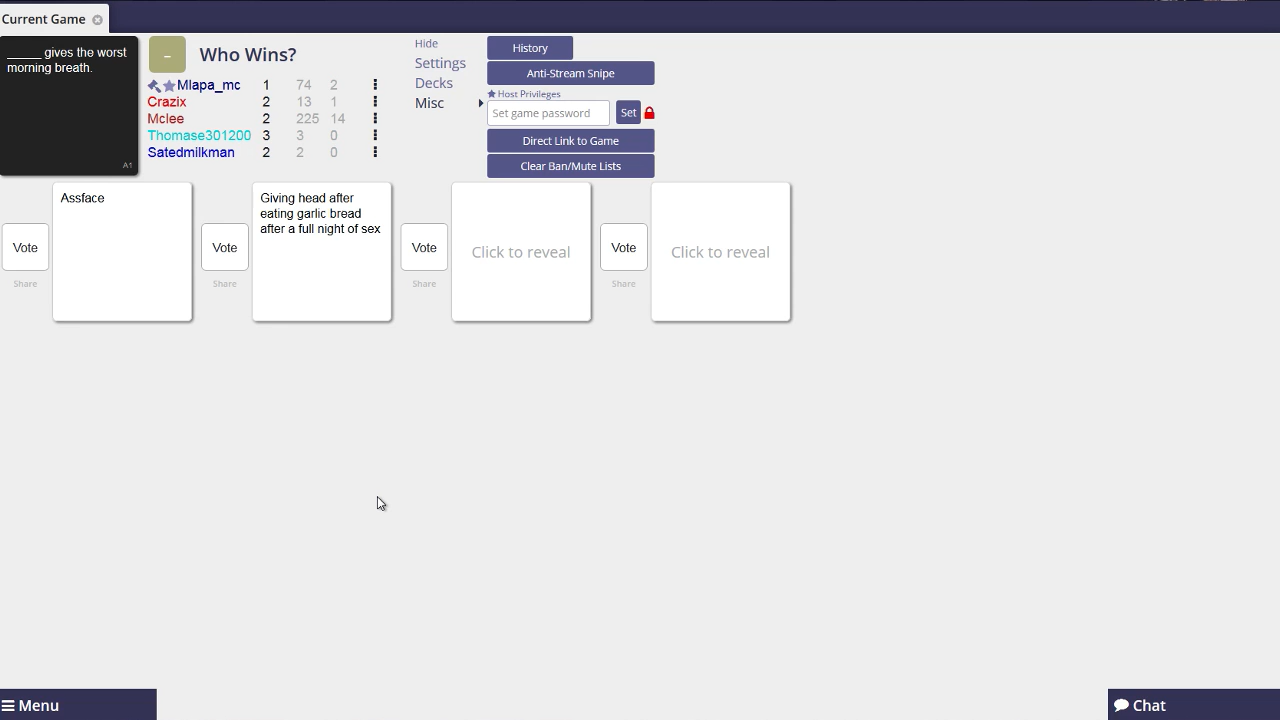 Current Game
_____ gives the worst
morning breath.
A1
–
Who Wins?
Mlapa_mc 1 74 2
Crazix 2 13 1
Mclee 2 225 14
Thomase301200 3 3 0
Satedmilkman 2 2 0
Hide
Settings
Decks
Misc
History
Anti-Stream Snipe
Host Privileges
Set game password
Set
Direct Link to Game
Clear Ban/Mute Lists
Vote
Share
Assface
Vote
Share
Giving head after
eating garlic bread
after a full night of sex
Vote
Share
Click to reveal
Vote
Share
Click to reveal
Menu
Chat